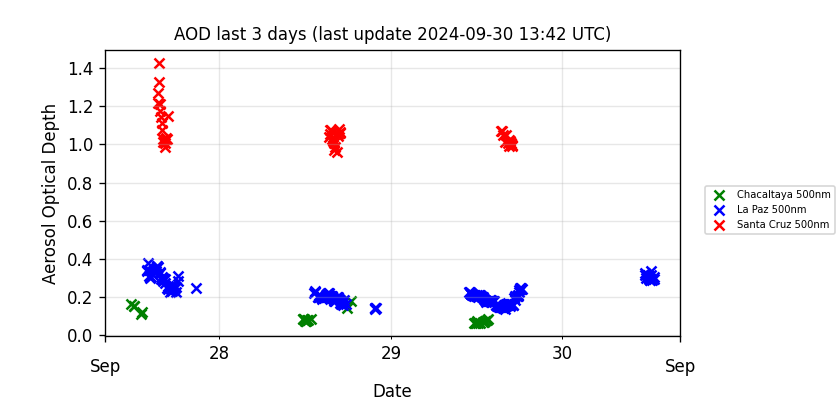 AOD last 3 days (last update 2024-09-30 13:42 UTC)
Aerosol Optical Depth
1.4
1.2
1.0
0.8
0.6
0.4
0.2
0.0
28
29
30
Sep
Sep
Date
Chacaltaya 500nm
La Paz 500nm
Santa Cruz 500nm